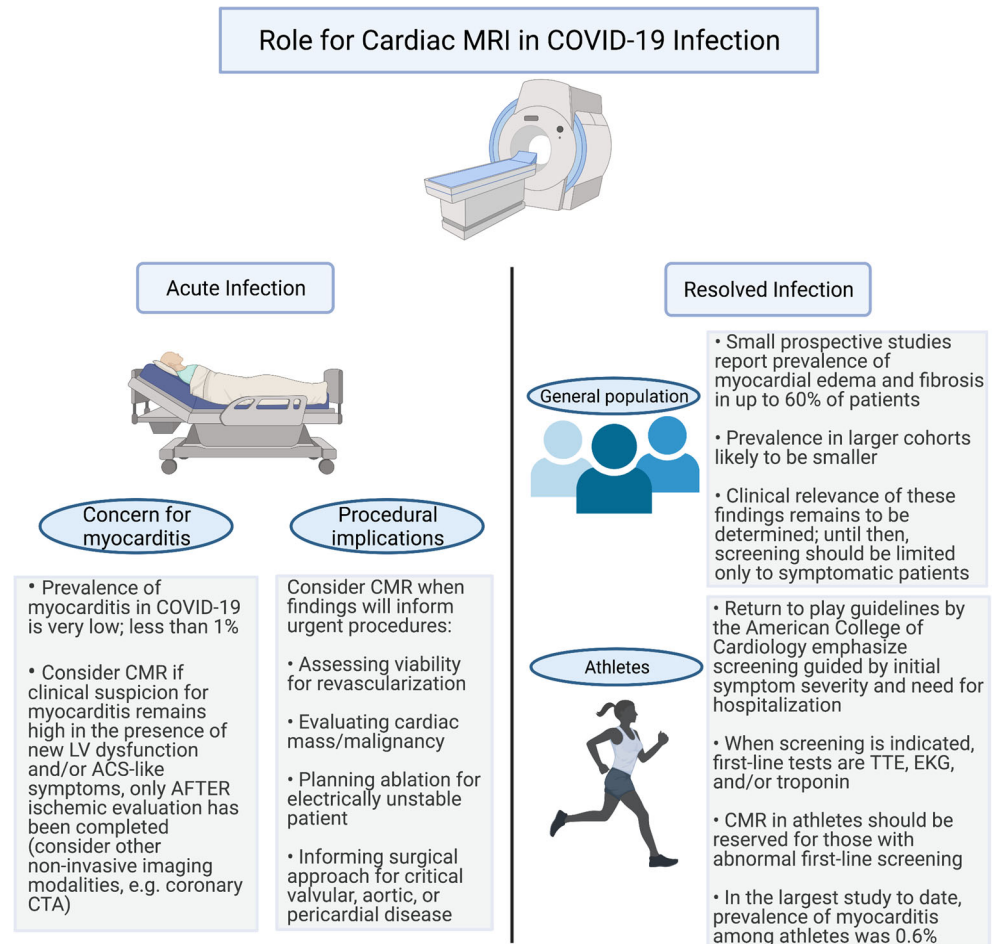 Role for Cardiac MRI in COVID-19 Infection
Acute Infection
Concern for
myocarditis
• Prevalence of
myocarditis in COVID-19
is very low; less than 1%
• Consider CMR if
clinical suspicion for
myocarditis remains
high in the presence of
new LV dysfunction
and/or ACS-like
symptoms, only AFTER
ischemic evaluation has
been completed
(consider other
non-invasive imaging
modalities, e.g. coronary
CTA)
Procedural
implications
Consider CMR when
findings will inform
urgent procedures:
• Assessing viability
for revascularization
• Evaluating cardiac
mass/malignancy
• Planning ablation for
electrically unstable
patient
• Informing surgical
approach for critical
valvular, aortic, or
pericardial disease
Resolved Infection
General population
• Small prospective studies
report prevalence of
myocardial edema and fibrosis
in up to 60% of patients
• Prevalence in larger cohorts
likely to be smaller
• Clinical relevance of these
findings remains to be
determined; until then,
screening should be limited
only to symptomatic patients
Athletes
• Return to play guidelines by
the American College of
Cardiology emphasize
screening guided by initial
symptom severity and need for
hospitalization
• When screening is indicated,
first-line tests are TTE, EKG,
and/or troponin
• CMR in athletes should be
reserved for those with
abnormal first-line screening
• In the largest study to date,
prevalence of myocarditis
among athletes was 0.6%